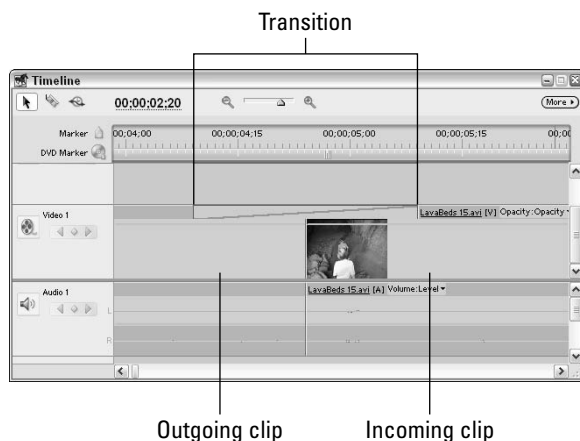 Transition
Timeline
00:00:02:20
More
Marker
00;04;00
00;00;04;15
00;00;05;00
00;00;05;15
00;00
DVD Marker
Video 1
LavaBeds 15.avi [V] Opacity:Opacity
Audio 1
LavaBeds 15.avi [A] Volume:Level
L
R
Outgoing clip
Incoming clip